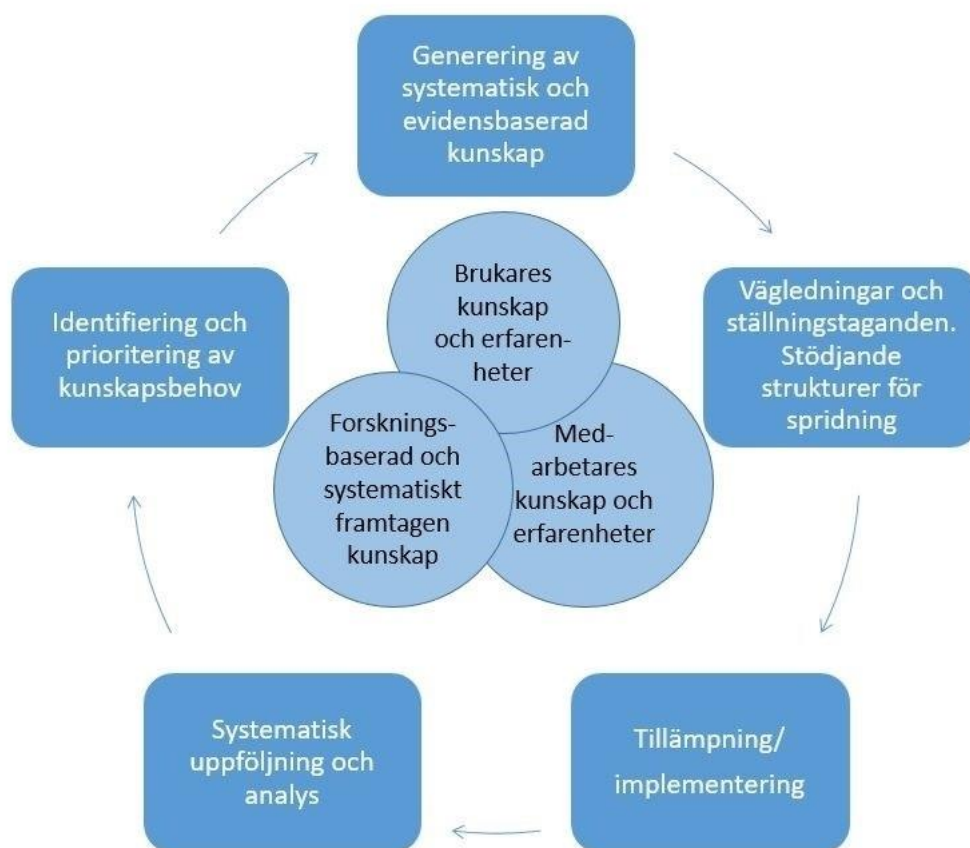 Generering av
systematisk och
evidensbaserad
kunskap
Vägledningar och
ställningstaganden.
Stödjande
strukturer för
spridning
Tillämpning/
implementering
Systematisk
uppföljning och
analys
Identifiering och
prioritering av
kunskapsbehov
Brukares
kunskap
och erfaren-
heter
Med-
arbetares
kunskap och
erfarenheter
Forsknings-
baserad och
systematiskt
framtagen
kunskap